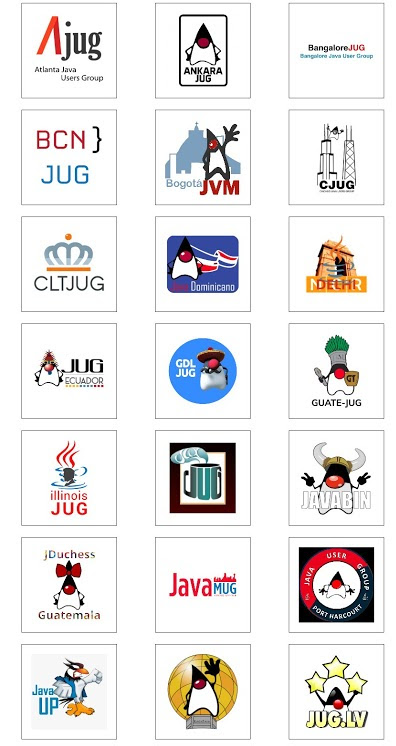 Ajug
Atlanta Java
Users Group
ANKARA
JUG
BangaloreJUG
Bangalore Java User Group
BCN }
JUG
Bogotá
JVM
CJUG
CLTJUG
Java Dominicano
DELHI
JUG
ECUADOR
GDL
JUG
GT
GUATE-JUG
illinois
JUG
JUG
JAVABIN
jDuchess
Guatemala
Java MUG
JAVA USER GROUP
PORT HARCOURT
Java
UP
JUG.LV